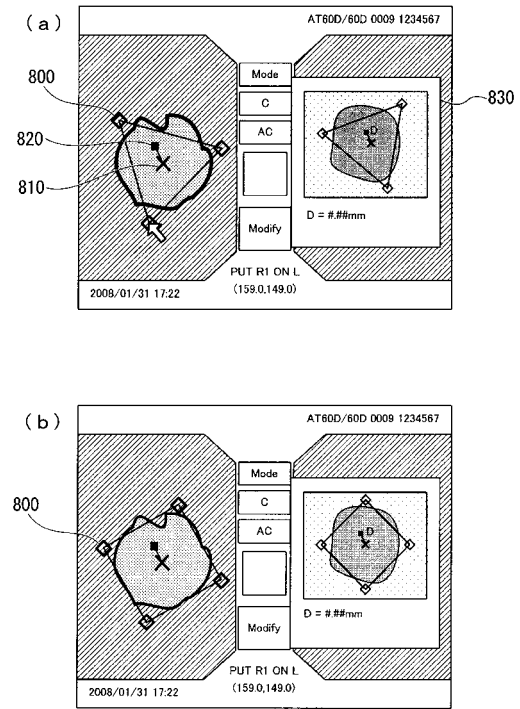 (a)
AT60D/60D 0009 1234567
800
820
810
Mode
C
AC
Modify
830
D
D = #.##mm
PUT R1 ON L
(159.0,149.0)
2008/01/31 17:22
(b)
AT60D/60D 0009 1234567
800
Mode
C
AC
Modify
D
D = #.##mm
PUT R1 ON L
(159.0,149.0)
2008/01/31 17:22